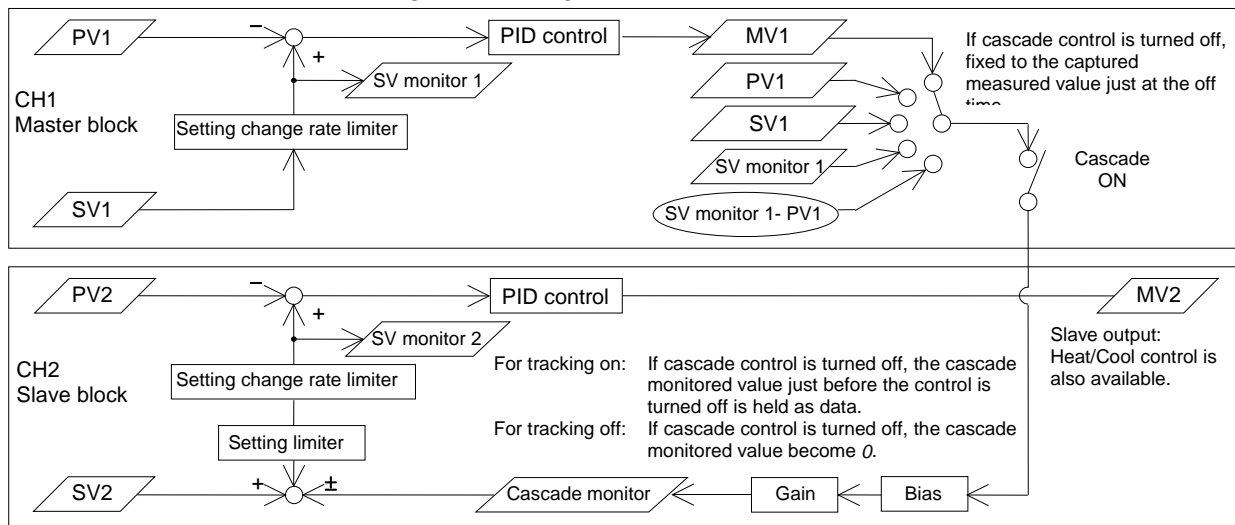 PV1
−
+
PID control
MV1
If cascade control is turned off,
fixed to the captured
measured value just at the off
SV monitor 1
CH1
Master block
Setting change rate limiter
PV1
SV1
SV monitor 1
SV monitor 1- PV1
Cascade
ON
SV1
PV2
−
+
PID control
MV2
SV monitor 2
Slave output:
Heat/Cool control is
also available.
CH2
Slave block
Setting change rate limiter
For tracking on: If cascade control is turned off, the cascade
monitored value just before the control is
turned off is held as data.
For tracking off: If cascade control is turned off, the cascade
monitored value become 0.
Setting limiter
SV2
+
±
Cascade monitor
Gain
Bias